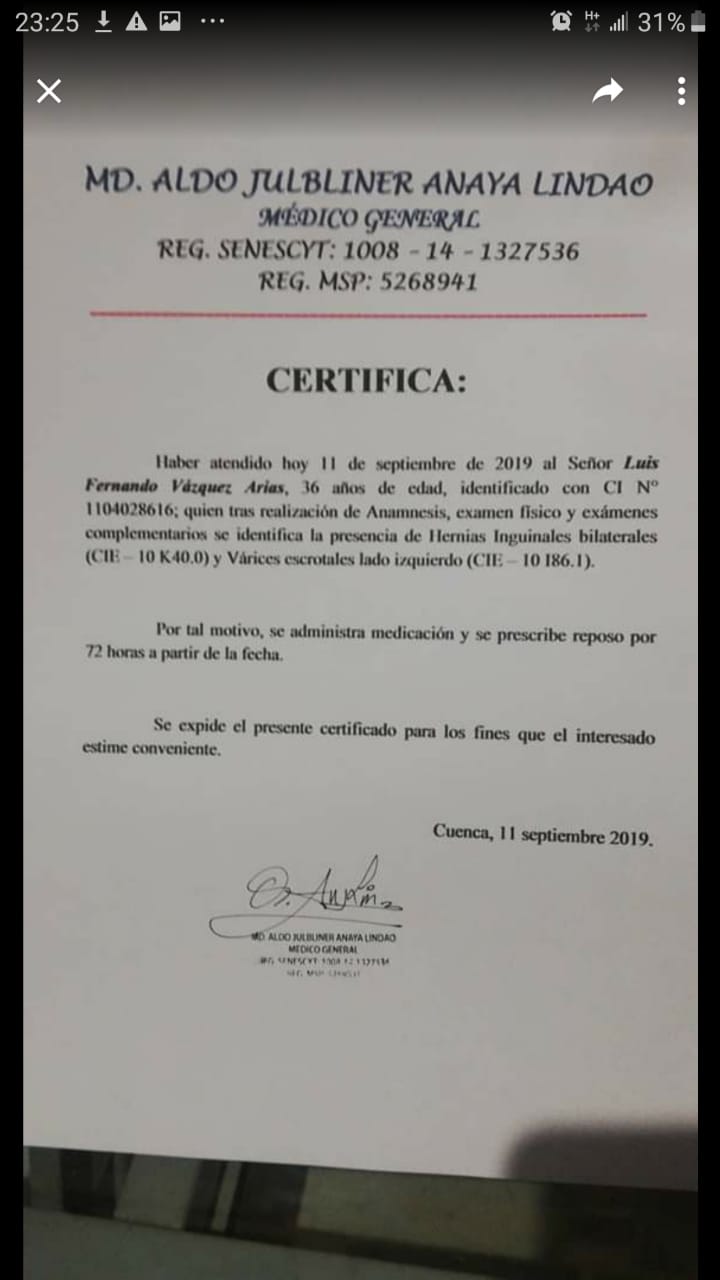 23:25 ... H+ 31%
MD. ALDO JULBLINER ANAYA LINDAO
MÉDICO GENERAL
REG. SENESCYT: 1008 - 14 - 1327536
REG. MSP: 5268941
CERTIFICA:
Haber atendido hoy 11 de septiembre de 2019 al Señor Luis
Fernando Vázquez Arias, 36 años de edad, identificado con CI N°
1104028616; quien tras realización de Anamnesis, examen físico y exámenes
complementarios se identifica la presencia de Hernias Inguinales bilaterales
(CIE – 10 K40.0) y Várices escrotales lado izquierdo (CIE – 10 I86.1).
Por tal motivo, se administra medicación y se prescribe reposo por
72 horas a partir de la fecha.
Se expide el presente certificado para los fines que el interesado
estime conveniente.
Cuenca, 11 septiembre 2019.
MD. ALDO JULBLINER ANAYA LINDAO
MEDICO GENERAL